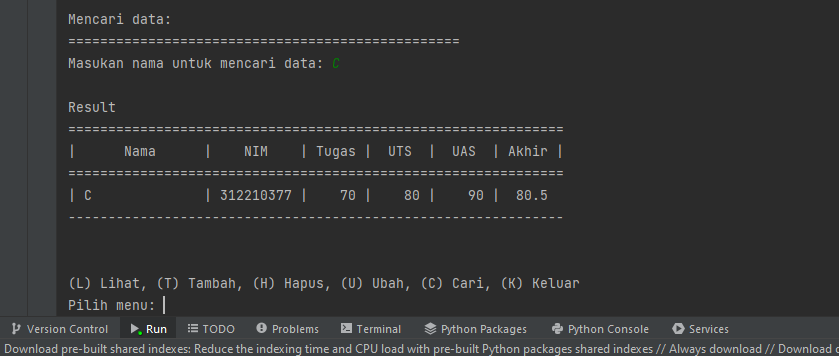 Mencari data:
=================================================
Masukan nama untuk mencari data: C
Result
==============================================================
|      Nama      |    NIM    | Tugas |  UTS  |  UAS  | Akhir |
==============================================================
| C              | 312210377 |    70 |    80 |    90 |  80.5
--------------------------------------------------------------
(L) Lihat, (T) Tambah, (H) Hapus, (U) Ubah, (C) Cari, (K) Keluar
Pilih menu:
Version Control Run TODO Problems Terminal Python Packages Python Console Services
Download pre-built shared indexes: Reduce the indexing time and CPU load with pre-built Python packages shared indexes // Always download // Download